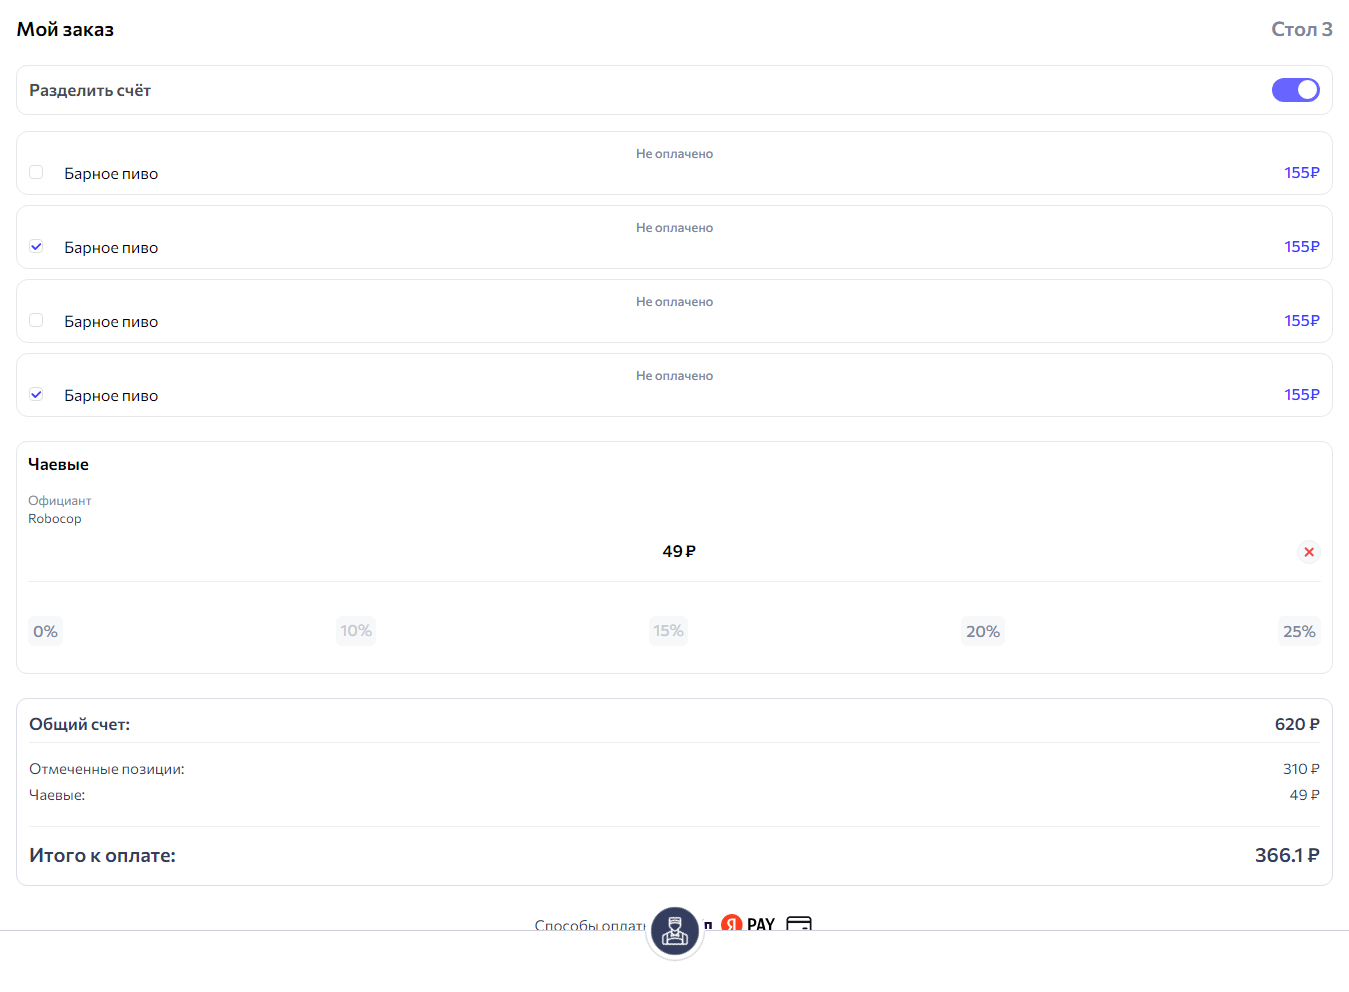 Мой заказ
Стол 3
Разделить счёт
Не оплачено
Барное пиво
155₽
Не оплачено
Барное пиво
155₽
Не оплачено
Барное пиво
155₽
Не оплачено
Барное пиво
155₽
Чаевые
Официант
Robocop
49 ₽
0%
10%
15%
20%
25%
Общий счет:
620 ₽
Отмеченные позиции:
310 ₽
Чаевые:
49 ₽
Итого к оплате:
366.1 ₽
Способы Я PAY